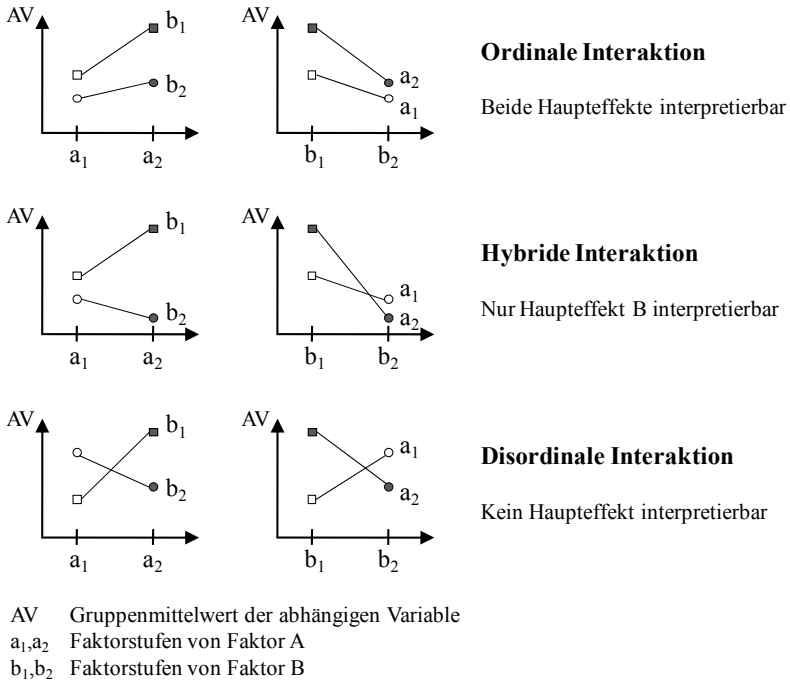 AV
b₁
b₂
a₁ a₂
AV
a₂
a₁
b₁ b₂
Ordinale Interaktion
Beide Haupteffekte interpretierbar
AV
b₁
b₂
a₁ a₂
AV
a₁
a₂
b₁ b₂
Hybride Interaktion
Nur Haupteffekt B interpretierbar
AV
b₁
b₂
a₁ a₂
AV
a₁
a₂
b₁ b₂
Disordinale Interaktion
Kein Haupteffekt interpretierbar
AV Gruppenmittelwert der abhängigen Variable
a₁,a₂ Faktorstufen von Faktor A
b₁,b₂ Faktorstufen von Faktor B